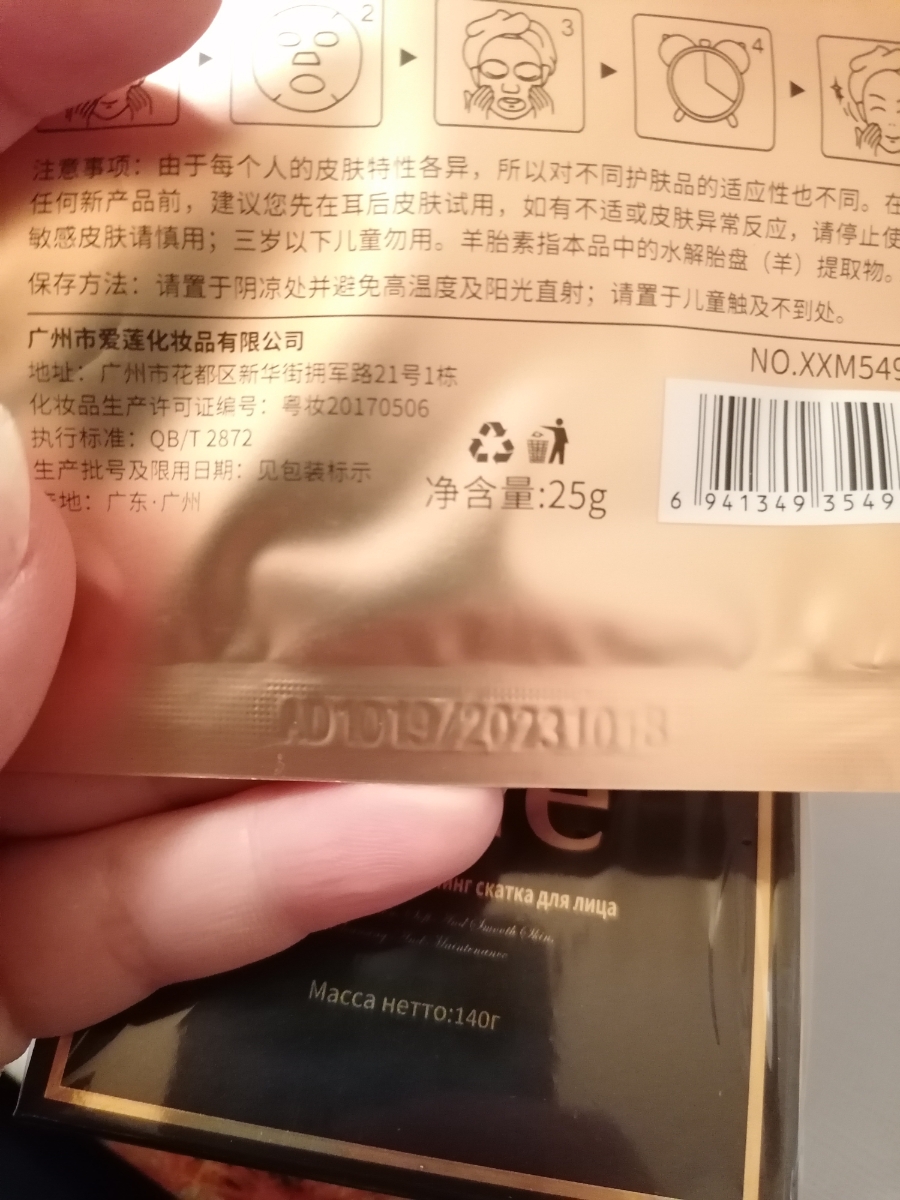 2
3
4
注意事项：由于每个人的皮肤特性各异，所以对不同护肤品的适应性也不同。在
任何新产品前，建议您先在耳后皮肤试用，如有不适或皮肤异常反应，请停止使
敏感皮肤请慎用；三岁以下儿童勿用。羊胎素指本品中的水解胎盘（羊）提取物。
保存方法：请置于阴凉处并避免高温度及阳光直射；请置于儿童触及不到处。
广州市爱莲化妆品有限公司
NO.XXM549
地址：广州市花都区新华街拥军路21号1栋
化妆品生产许可证编号：粤妆20170506
执行标准：QB/T 2872
生产批号及限用日期：见包装标示
产地：广东·广州
净含量:25g
6 941349 3549
AD1019/20231018
скатка для лица
And Smooth Skin.
And Maintenance
Масса нетто:140г